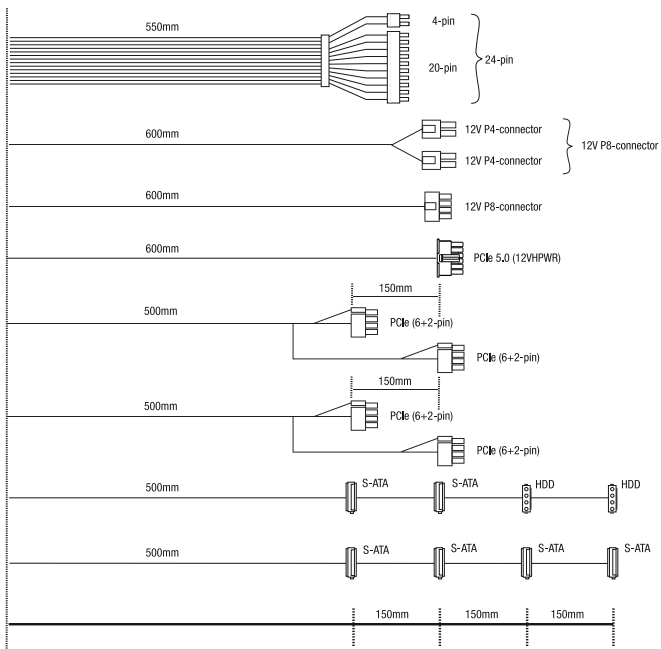 550mm
4-pin
20-pin
24-pin
600mm
12V P4-connector
12V P4-connector
12V P8-connector
600mm
12V P8-connector
600mm
PCIe 5.0 (12VHPWR)
150mm
500mm
PCIe (6+2-pin)
PCIe (6+2-pin)
150mm
500mm
PCIe (6+2-pin)
PCIe (6+2-pin)
500mm
S-ATA
S-ATA
HDD
HDD
500mm
S-ATA
S-ATA
S-ATA
S-ATA
150mm
150mm
150mm